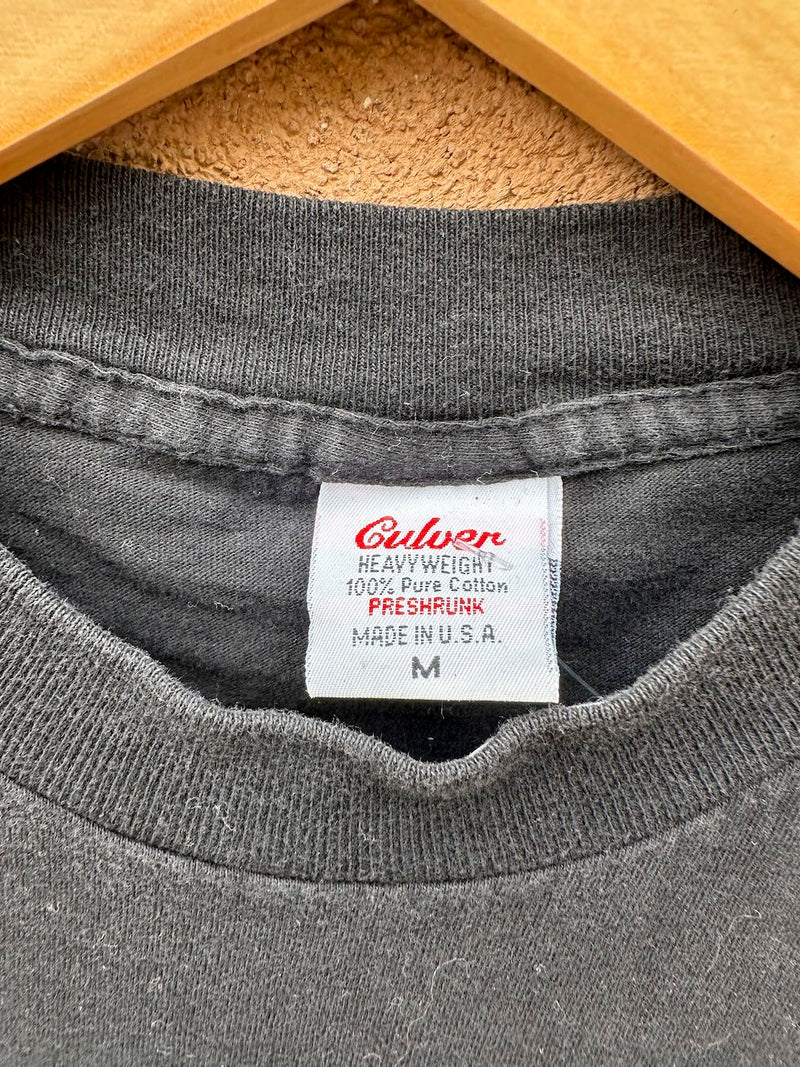 Culver
HEAVYWEIGHT
100% Pure Cotton
PRESHRUNK
MADE IN U.S.A.
M